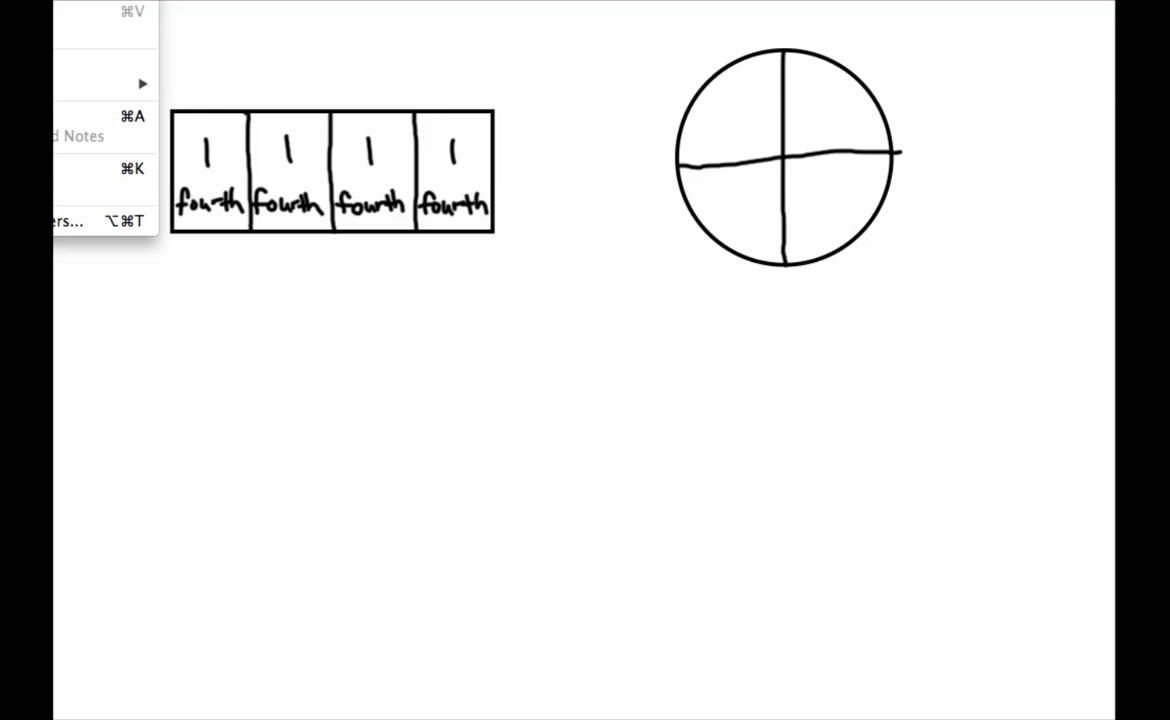 ⌘V
⌘A
d Notes
⌘K
ers... ⌥⌘T
1 1 1 1
fourth fourth fourth fourth